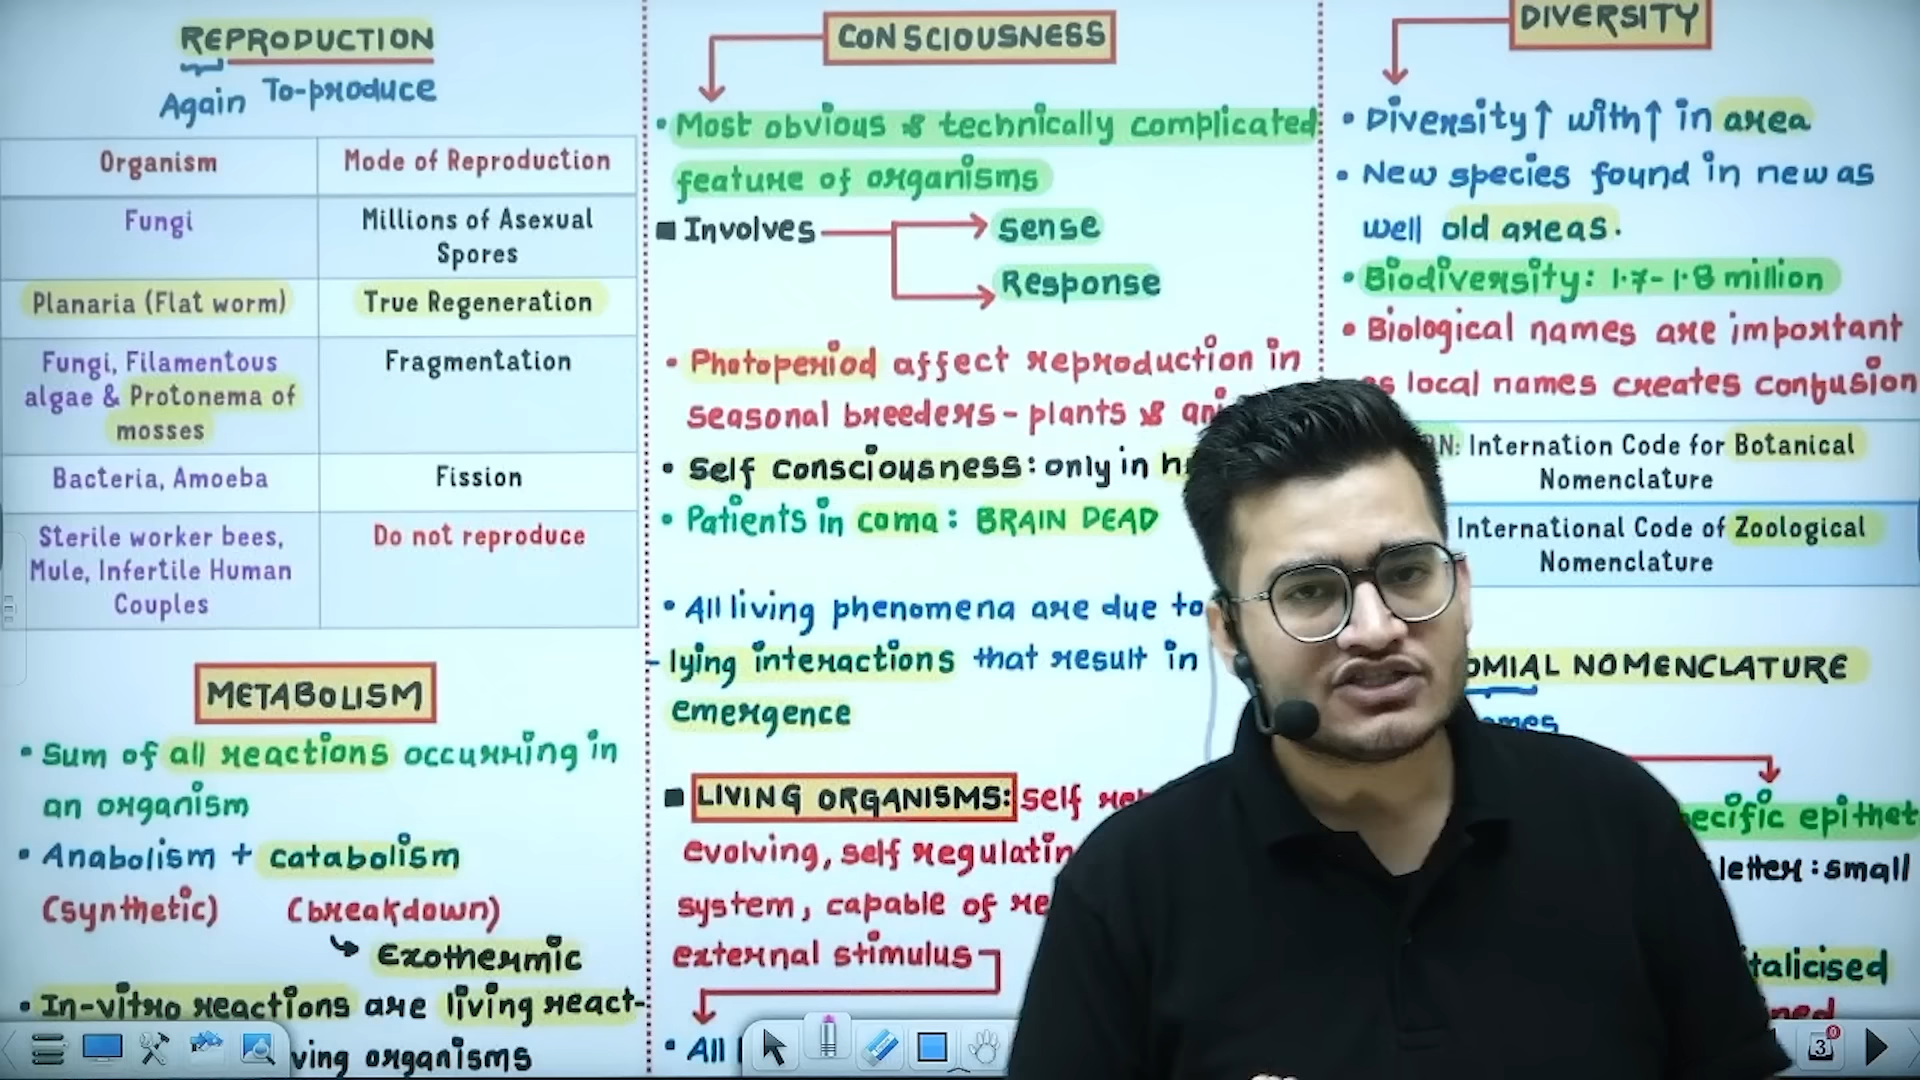 REPRODUCTION
Again To-produce
Organism
Mode of Reproduction
Fungi
Millions of Asexual
Spores
Planaria (Flat worm)
True Regeneration
Fungi, Filamentous
algae & Protonema of
mosses
Fragmentation
Bacteria, Amoeba
Fission
Sterile worker bees,
Mule, Infertile Human
Couples
Do not reproduce
METABOLISM
• Sum of all reactions occurring in
an organism
• Anabolism + catabolism
(synthetic) (breakdown)
Exothermic
• In-vitro reactions are living react-
ving organisms
CONSCIOUSNESS
• Most obvious & technically complicated
feature of organisms
■ Involves
sense
Response
• Photoperiod affect reproduction in
seasonal breeders - plants &
• Self consciousness: only in
• Patients in coma: BRAIN DEAD
• All living phenomena are due to
- lying interactions that result in
emergence
■ LIVING ORGANISMS: self
evolving, self regulatin
system, capable of re
external stimulus
• All
DIVERSITY
• Diversity↑ with↑ in area
• New species found in new as
well old areas.
• Biodiversity: 1.7-1.8 million
• Biological names are important
as local names creates confusion
N: Internation Code for Botanical
Nomenclature
International Code of Zoological
Nomenclature
OMIAL NOMENCLATURE
ames
ecific epithet
letter: small
talicised
ned
3
0